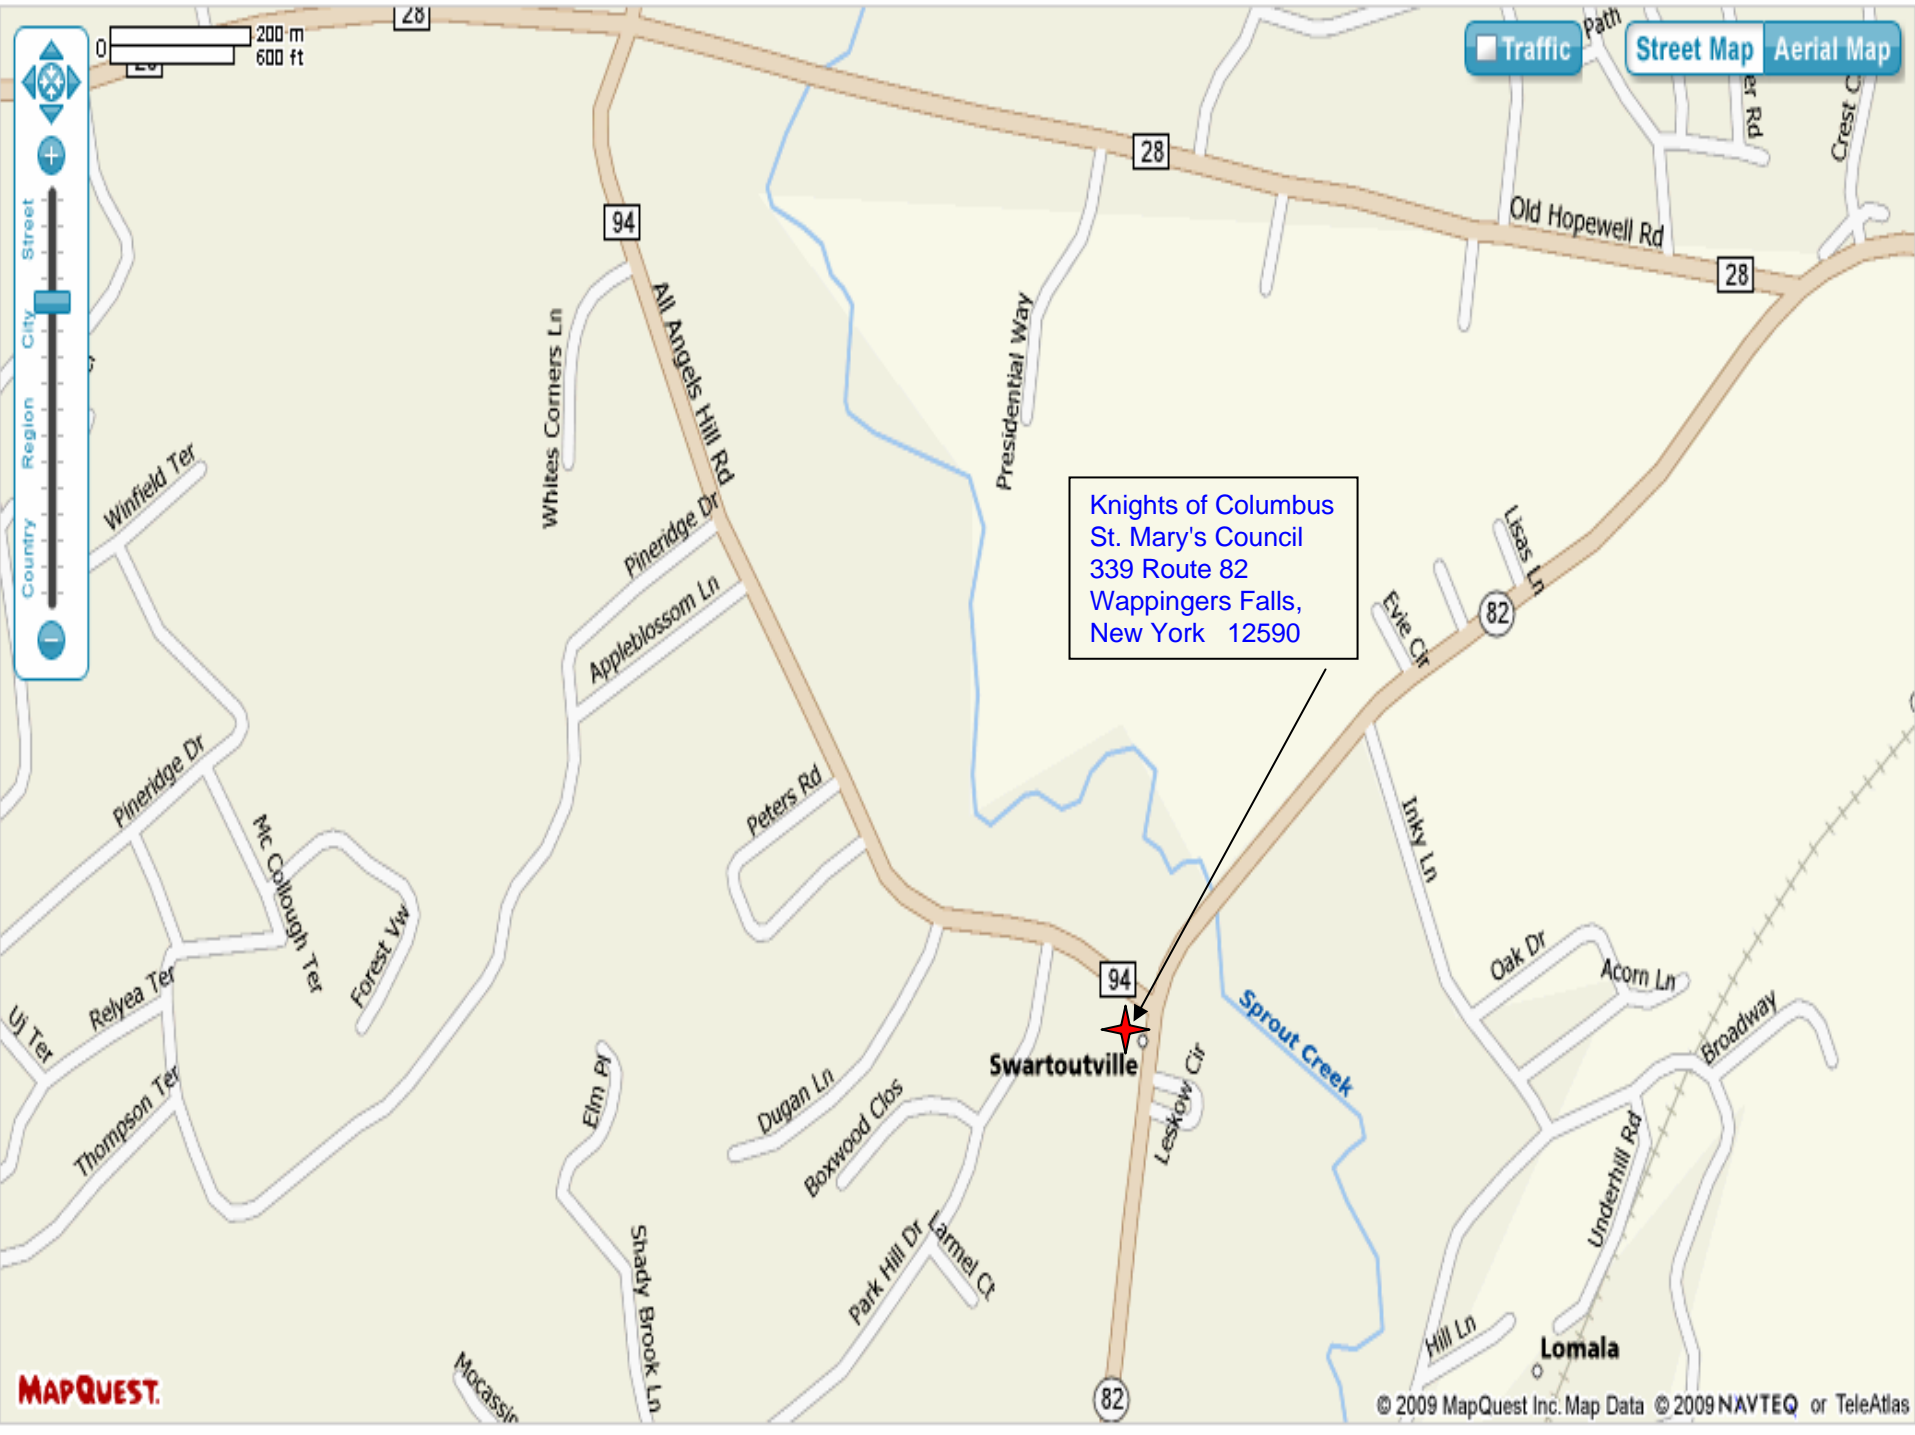 28
0
200 m
600 ft
Traffic
Street Map
Aerial Map
Path
Crest
er Rd
28
94
Street
City
Region
Country
Old Hopewell Rd
28
All Angels Hill Rd
Whites Corners Ln
Presidential Way
Winfield Ter
Pineridge Dr
Appleblossom Ln
Knights of Columbus
St. Mary's Council
339 Route 82
Wappingers Falls,
New York 12590
Lisas Ln
82
Evie Cir
Pineridge Dr
Peters Rd
Mc Collough Ter
Forest Vw
Inky Ln
Relyea Ter
Uj Ter
Thompson Ter
94
Oak Dr
Acorn Ln
Broadway
Sprout Creek
Swartoutville
Leskow Cir
Elm Pl
Dugan Ln
Boxwood Clos
Underhill Rd
Park Hill Dr
Larmel Ct
Shady Brook Ln
Hill Ln
Lomala
Mocassin
82
MAPQUEST.
© 2009 MapQuest Inc. Map Data © 2009 NAVTEQ or TeleAtlas